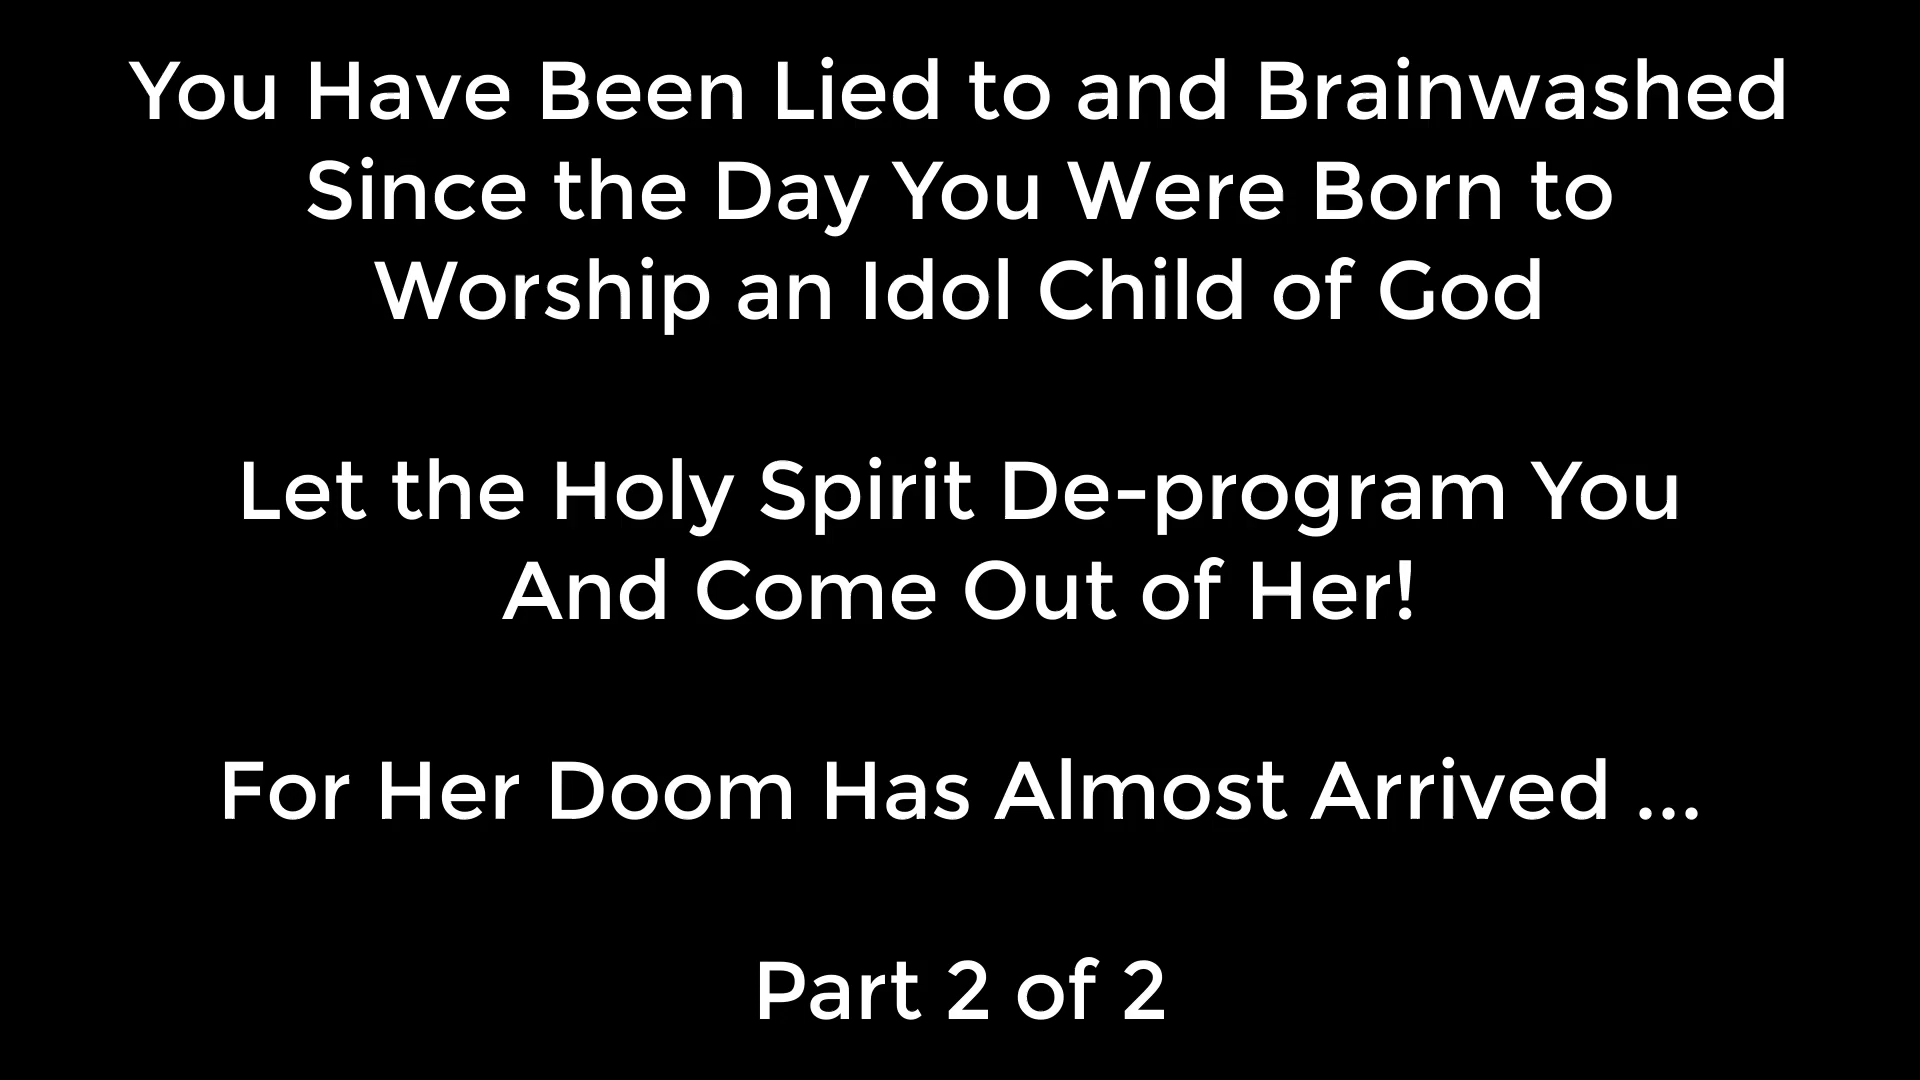 You Have Been Lied to and Brainwashed
Since the Day You Were Born to
Worship an Idol Child of God
Let the Holy Spirit De-program You
And Come Out of Her!
For Her Doom Has Almost Arrived ...
Part 2 of 2